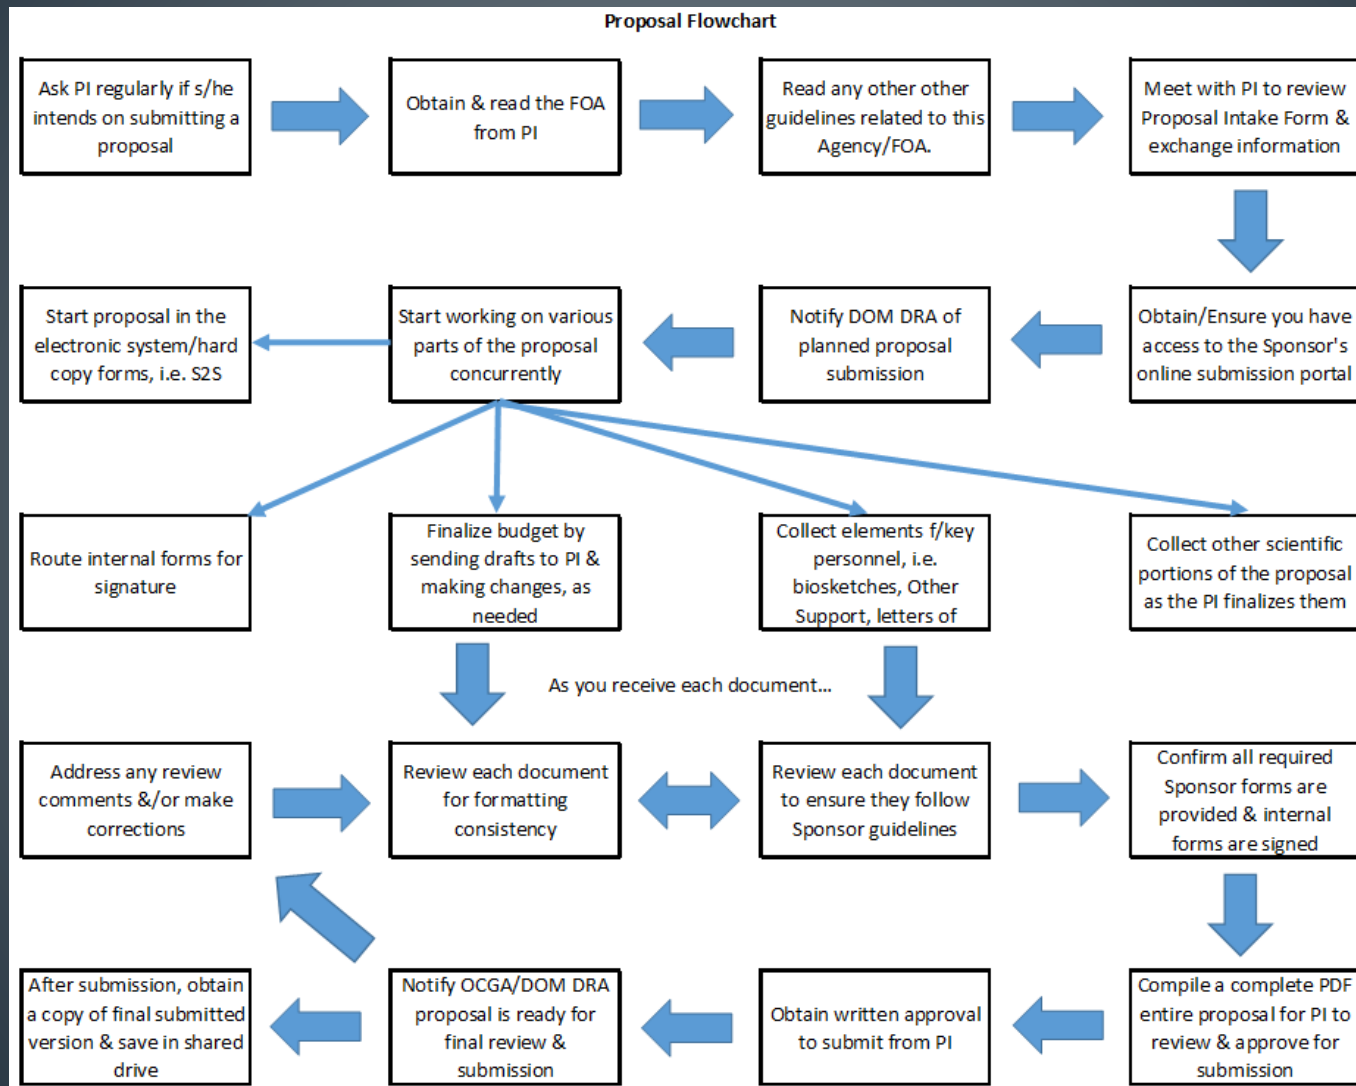 Proposal Flowchart
Ask PI regularly if s/he
intends on submitting a
proposal
Obtain & read the FOA
from PI
Read any other other
guidelines related to this
Agency/FOA.
Meet with PI to review
Proposal Intake Form &
exchange information
Start proposal in the
electronic system/hard
copy forms, i.e. S2S
Start working on various
parts of the proposal
concurrently
Notify DOM DRA of
planned proposal
submission
Obtain/Ensure you have
access to the Sponsor's
online submission portal
Route internal forms for
signature
Finalize budget by
sending drafts to PI &
making changes, as
needed
Collect elements f/key
personnel, i.e.
biosketches, Other
Support, letters of
Collect other scientific
portions of the proposal
as the PI finalizes them
As you receive each document...
Address any review
comments &/or make
corrections
Review each document
for formatting
consistency
Review each document
to ensure they follow
Sponsor guidelines
Confirm all required
Sponsor forms are
provided & internal
forms are signed
After submission, obtain
a copy of final submitted
version & save in shared
drive
Notify OCGA/DOM DRA
proposal is ready for
final review &
submission
Obtain written approval
to submit from PI
Compile a complete PDF
entire proposal for PI to
review & approve for
submission